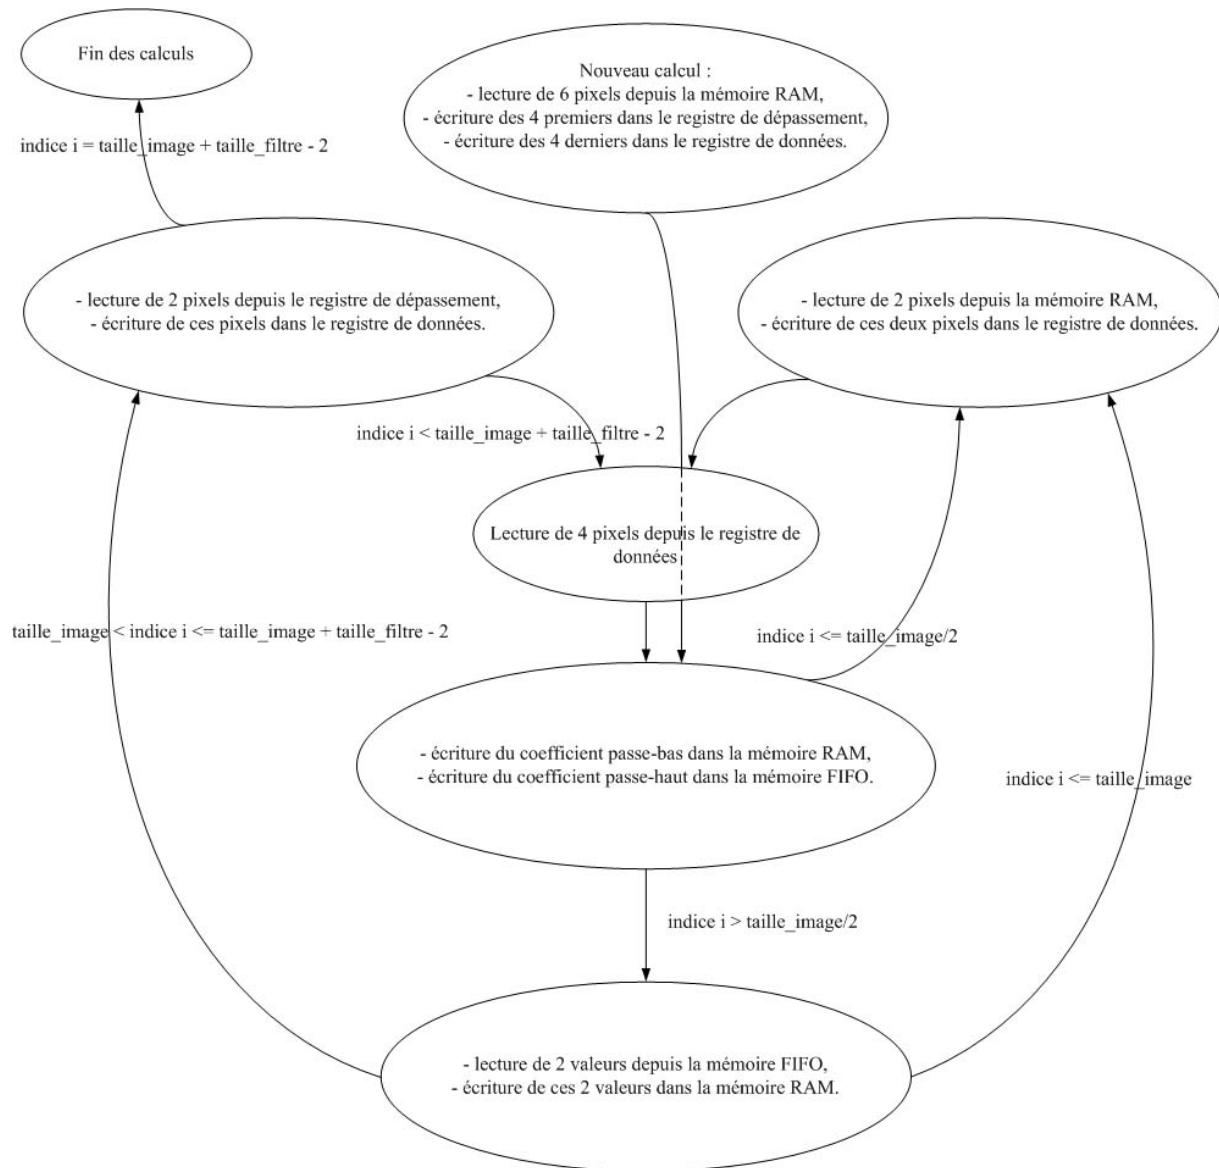 Fin des calculs
Nouveau calcul :
- lecture de 6 pixels depuis la mémoire RAM,
- écriture des 4 premiers dans le registre de dépassement,
- écriture des 4 derniers dans le registre de données.
indice i = taille_image + taille_filtre - 2
- lecture de 2 pixels depuis le registre de dépassement,
- écriture de ces pixels dans le registre de données.
- lecture de 2 pixels depuis la mémoire RAM,
- écriture de ces deux pixels dans le registre de données.
indice i < taille_image + taille_filtre - 2
Lecture de 4 pixels depuis le registre de
données
taille_image < indice i <= taille_image + taille_filtre - 2
indice i <= taille_image/2
- écriture du coefficient passe-bas dans la mémoire RAM,
- écriture du coefficient passe-haut dans la mémoire FIFO.
indice i <= taille_image
indice i > taille_image/2
- lecture de 2 valeurs depuis la mémoire FIFO,
- écriture de ces 2 valeurs dans la mémoire RAM.